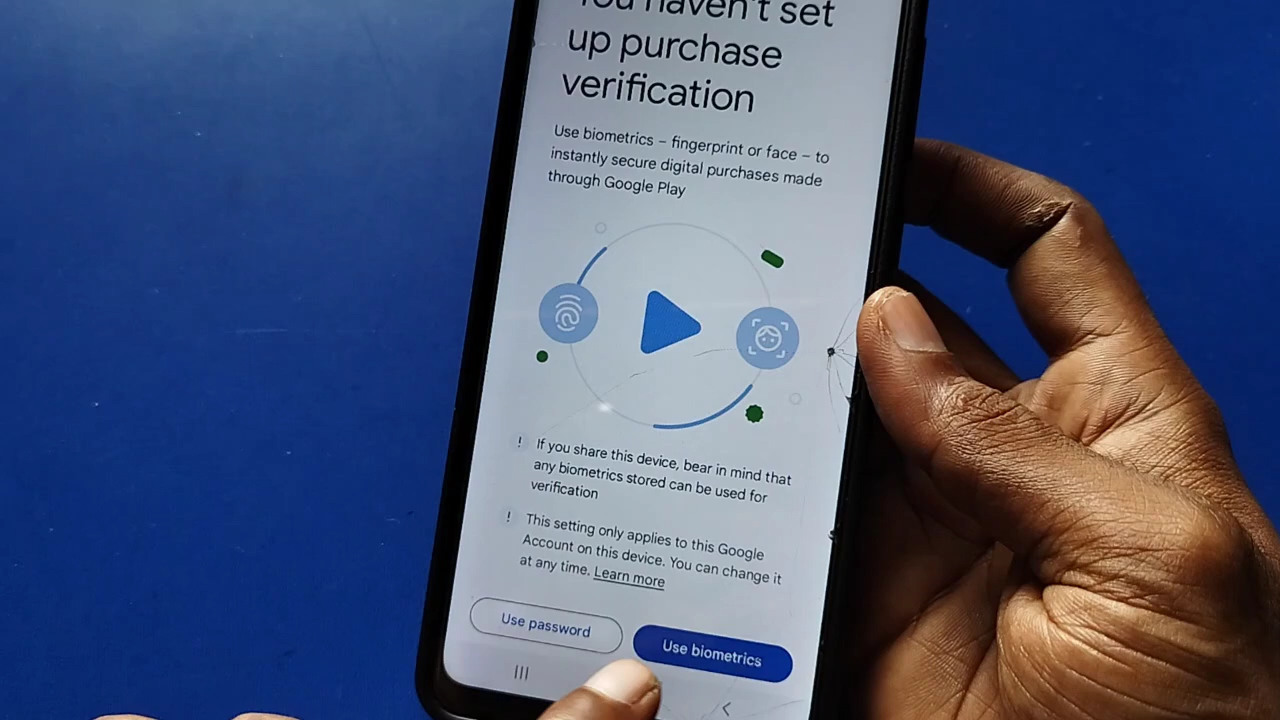 You haven't set
up purchase
verification
Use biometrics – fingerprint or face – to
instantly secure digital purchases made
through Google Play
! If you share this device, bear in mind that
any biometrics stored can be used for
verification
! This setting only applies to this Google
Account on this device. You can change it
at any time. Learn more
Use password
Use biometrics